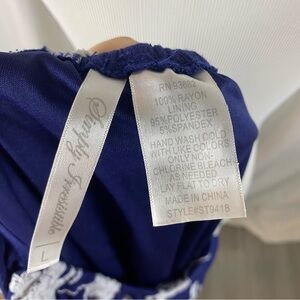 Simply Irresistible
L
RN 93662
100% RAYON
LINING
95%POLYESTER
5%SPANDEX
HAND WASH COLD
WITH LIKE COLORS
ONLY NON-
CHLORINE BLEACH
AS NEEDED
LAY FLAT TO DRY
MADE IN CHINA
STYLE#ST9418